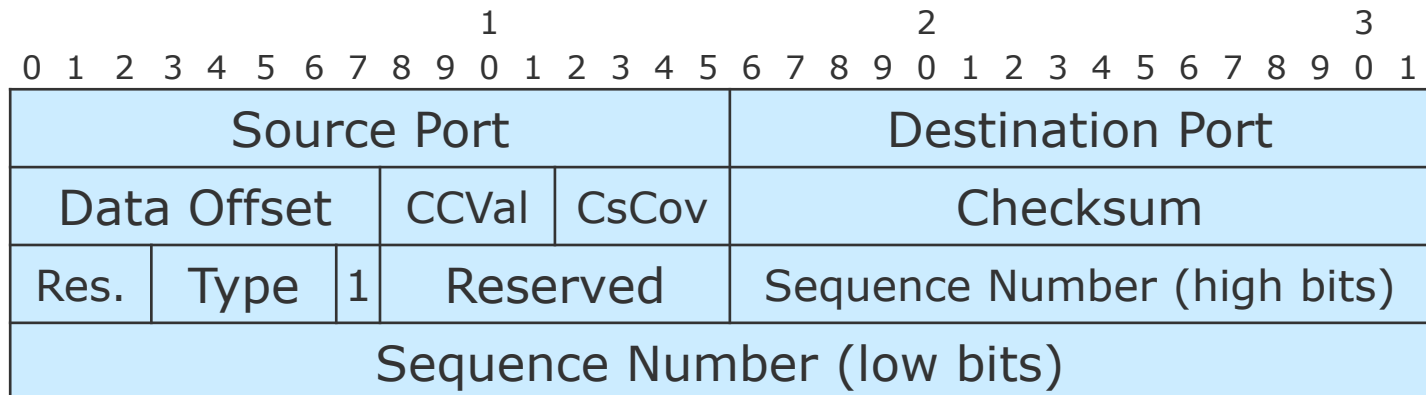 1 2 3
0 1 2 3 4 5 6 7 8 9 0 1 2 3 4 5 6 7 8 9 0 1 2 3 4 5 6 7 8 9 0 1
Source Port Destination Port
Data Offset CCVal CsCov Checksum
Res. Type 1 Reserved Sequence Number (high bits)
Sequence Number (low bits)